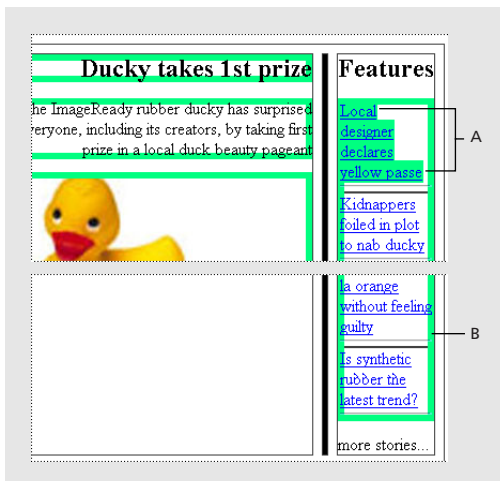 Ducky takes 1st prize
he ImageReady rubber ducky has surprised
veryone, including its creators, by taking first
prize in a local duck beauty pageant
Features
Local
designer
declares
yellow passe
A
Kidnappers
foiled in plot
to nab ducky
la orange
without feeling
guilty
B
Is synthetic
rubber the
latest trend?
more stories...